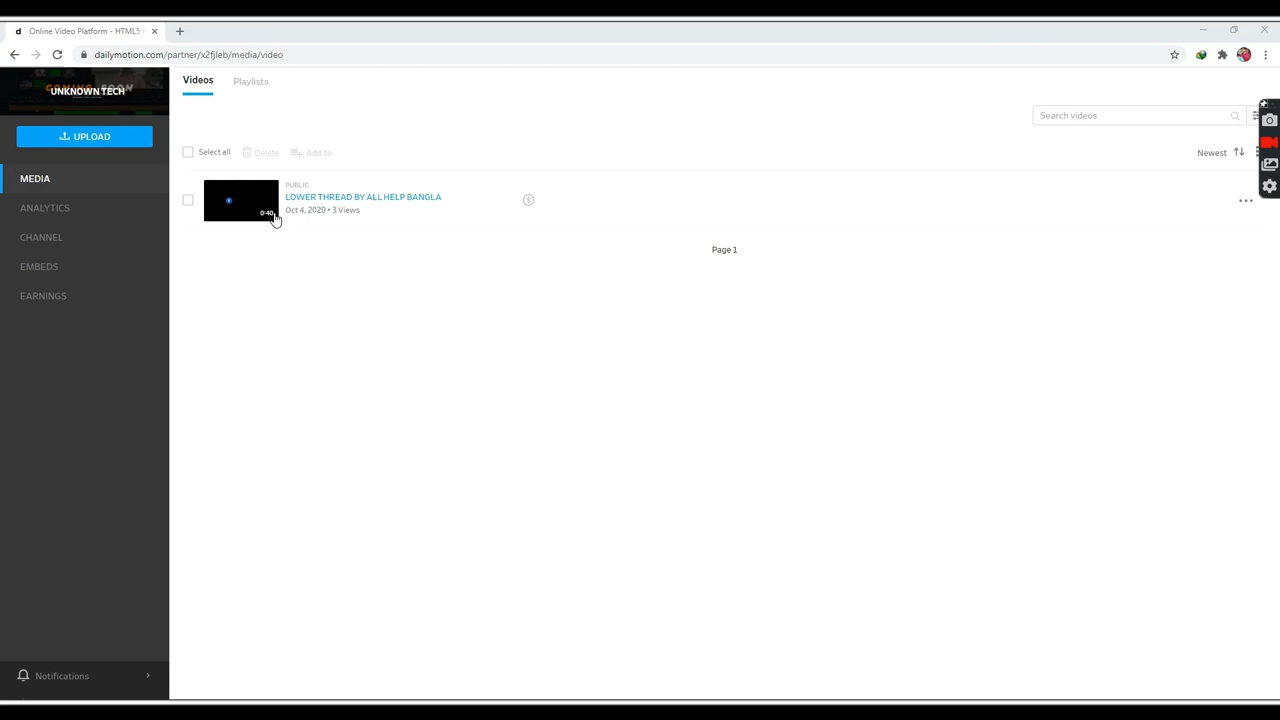 Online Video Platform - HTML5
dailymotion.com/partner/x2fjleb/media/video
UNKNOWN TECH
UPLOAD
MEDIA
ANALYTICS
CHANNEL
EMBEDS
EARNINGS
Notifications
Videos
Playlists
Search videos
Select all
Delete
Add to
Newest
0:40
PUBLIC
LOWER THREAD BY ALL HELP BANGLA
Oct 4, 2020 • 3 Views
Page 1